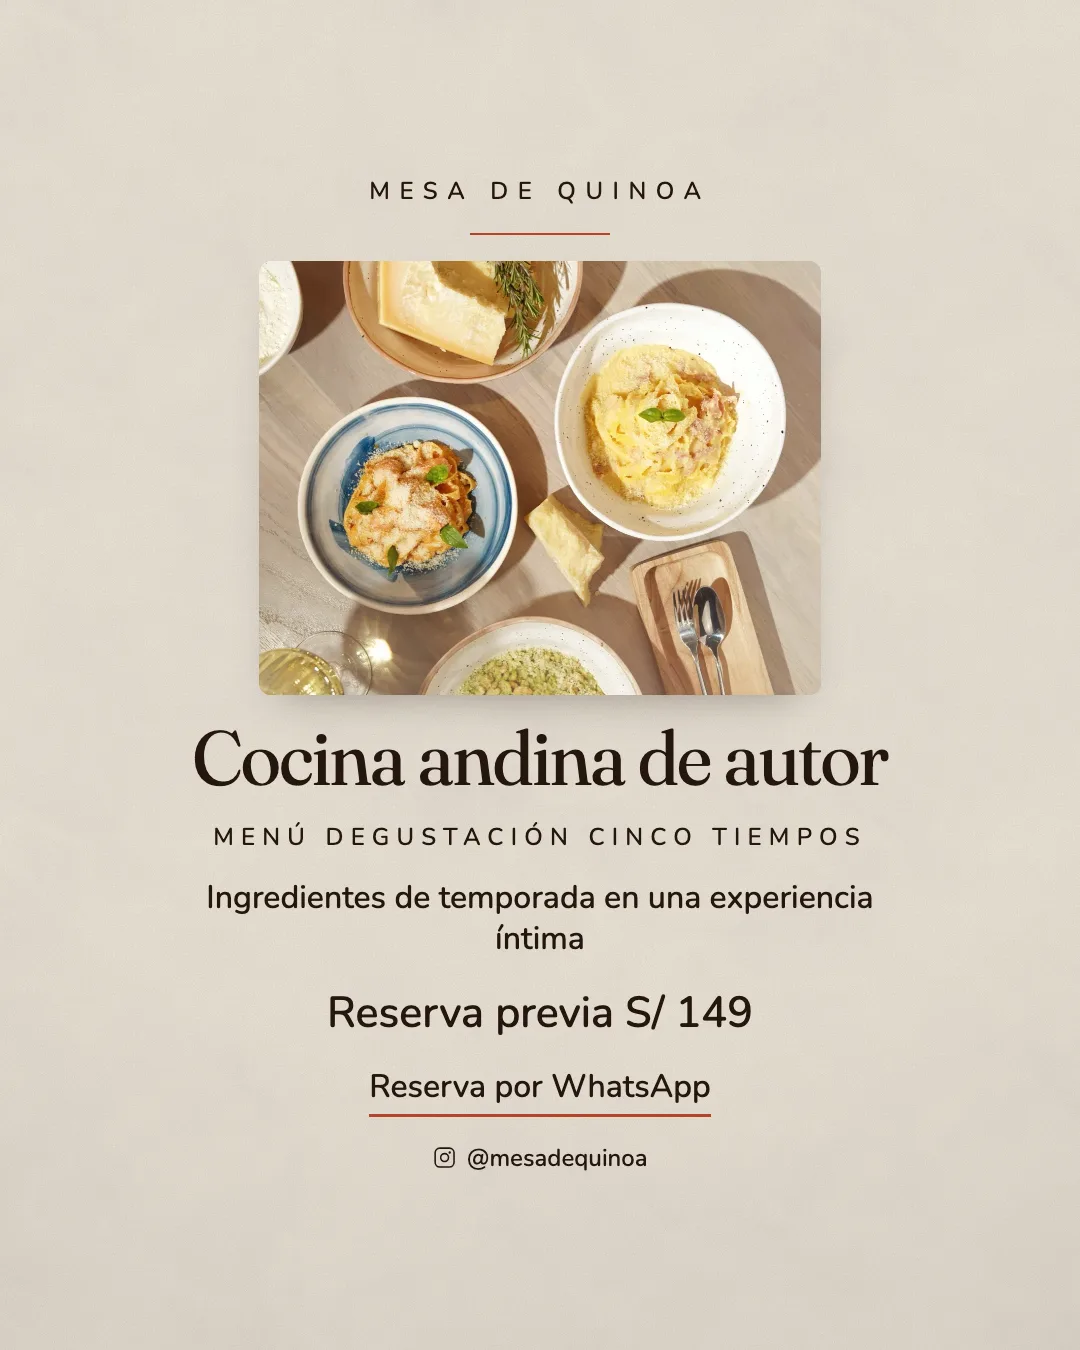 MESA DE QUINOA
Cocina andina de autor
MENÚ DEGUSTACIÓN CINCO TIEMPOS
Ingredientes de temporada en una experiencia
íntima
Reserva previa S/ 149
Reserva por WhatsApp
@mesadequinoa